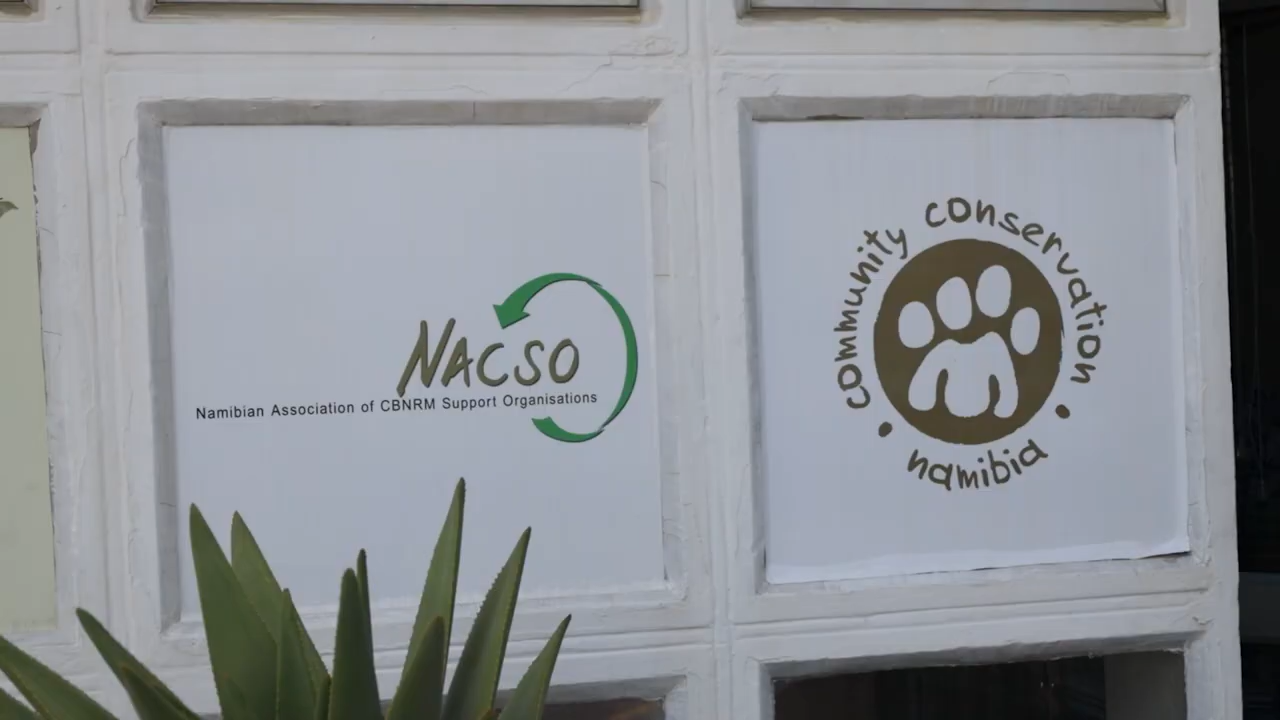 NACSO
Namibian Association of CBNRM Support Organisations
community conservation
namibia